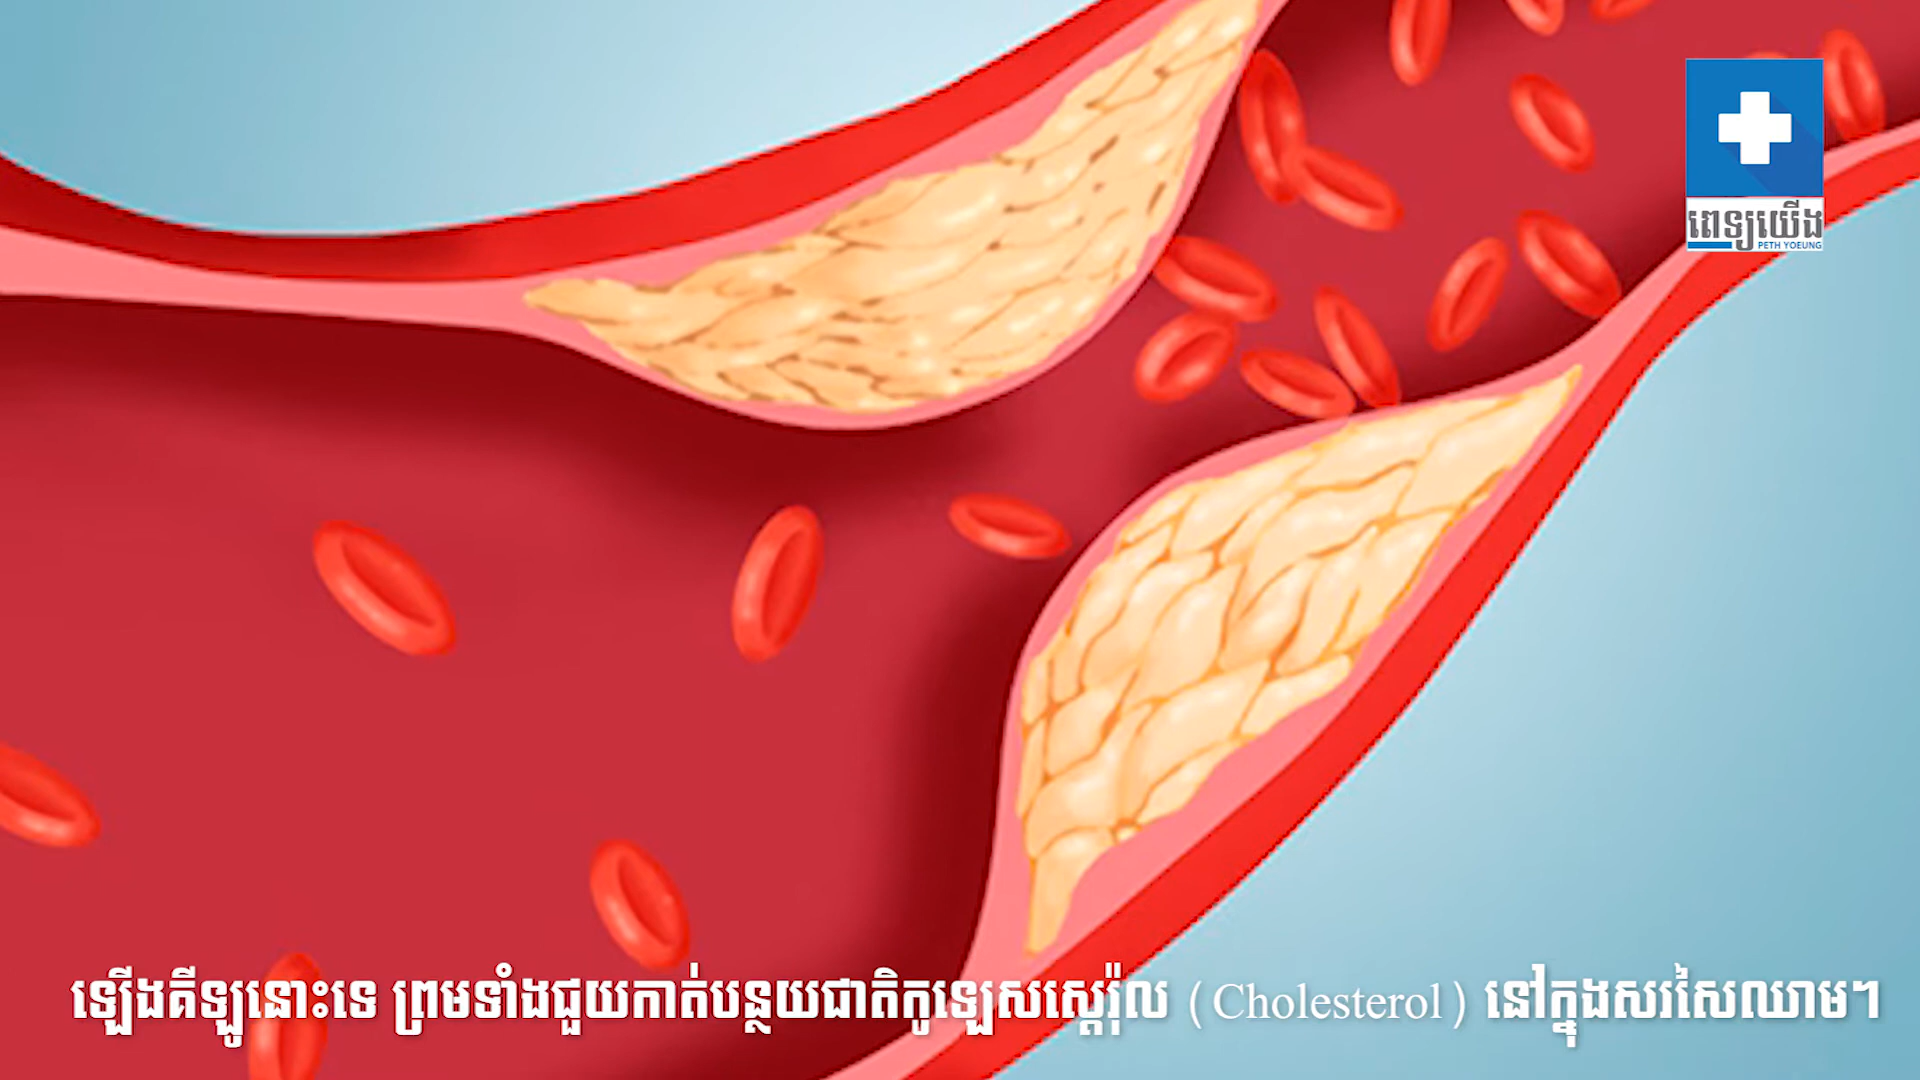 ពេទ្យយើង
PETH YOEUNG
ឡើងគីឡូនោះទេ ព្រមទាំងជួយកាត់បន្ថយជាតិកូឡេសស្តេរ៉ុល (Cholesterol) នៅក្នុងសរសៃឈាម។